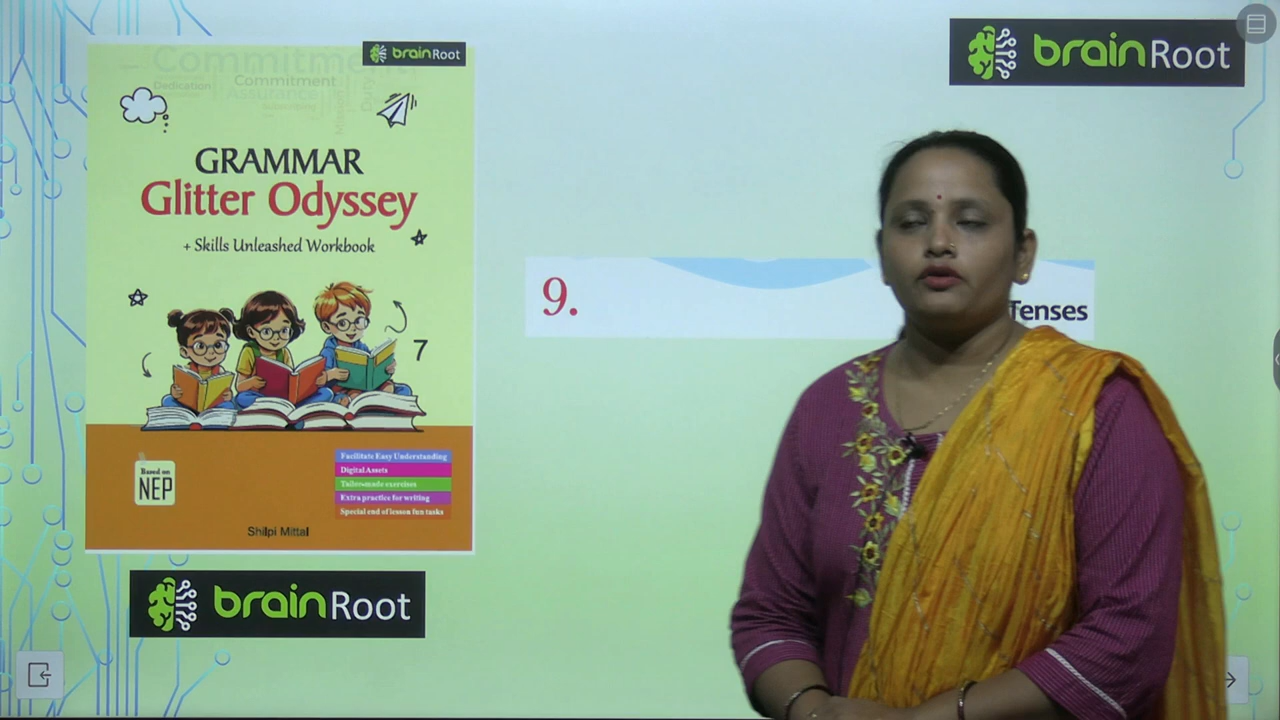 brainRoot
Commitment
Dedication
Commitment
Assurance
Duty
GRAMMAR
Glitter Odyssey
+ Skills Unleashed Workbook
7
Based on
NEP
Facilitate Easy Understanding
Digital Assets
Tailor-made exercises
Extra practice for writing
Special end of lesson fun tasks
Shilpi Mittal
brainRoot
brainRoot
9.
Tenses